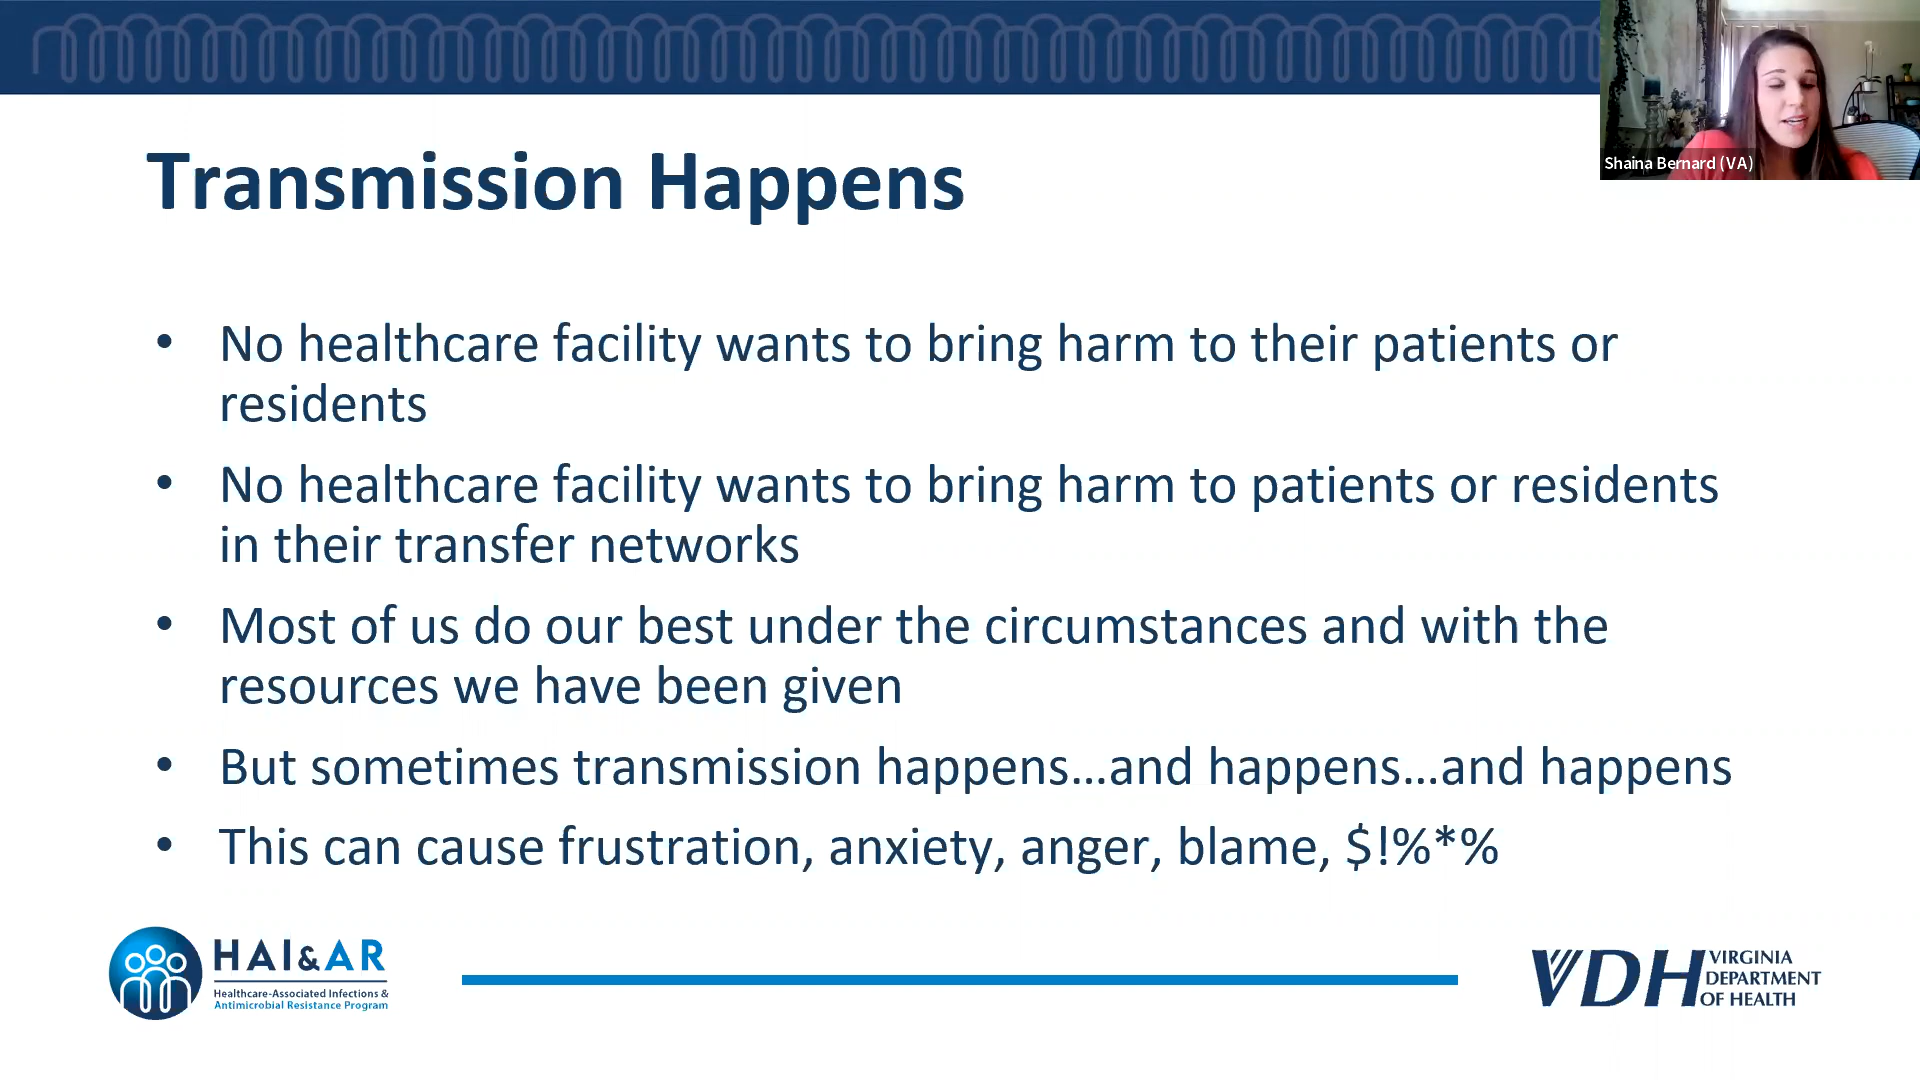 Shaina Bernard (VA)
Transmission Happens
• No healthcare facility wants to bring harm to their patients or
residents
• No healthcare facility wants to bring harm to patients or residents
in their transfer networks
• Most of us do our best under the circumstances and with the
resources we have been given
• But sometimes transmission happens...and happens...and happens
• This can cause frustration, anxiety, anger, blame, $!%*%
HAI&AR
Healthcare-Associated Infections &
Antimicrobial Resistance Program
VDH
VIRGINIA
DEPARTMENT
OF HEALTH